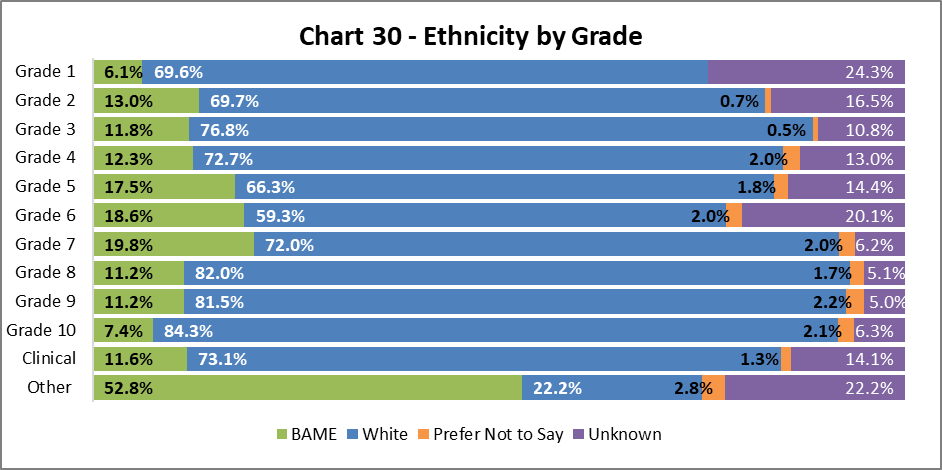 Chart 30 - Ethnicity by Grade
Grade 1 6.1% 69.6% 24.3%
Grade 2 13.0% 69.7% 0.7% 16.5%
Grade 3 11.8% 76.8% 0.5% 10.8%
Grade 4 12.3% 72.7% 2.0% 13.0%
Grade 5 17.5% 66.3% 1.8% 14.4%
Grade 6 18.6% 59.3% 2.0% 20.1%
Grade 7 19.8% 72.0% 2.0% 6.2%
Grade 8 11.2% 82.0% 1.7% 5.1%
Grade 9 11.2% 81.5% 2.2% 5.0%
Grade 10 7.4% 84.3% 2.1% 6.3%
Clinical 11.6% 73.1% 1.3% 14.1%
Other 52.8% 22.2% 2.8% 22.2%
BAME White Prefer Not to Say Unknown